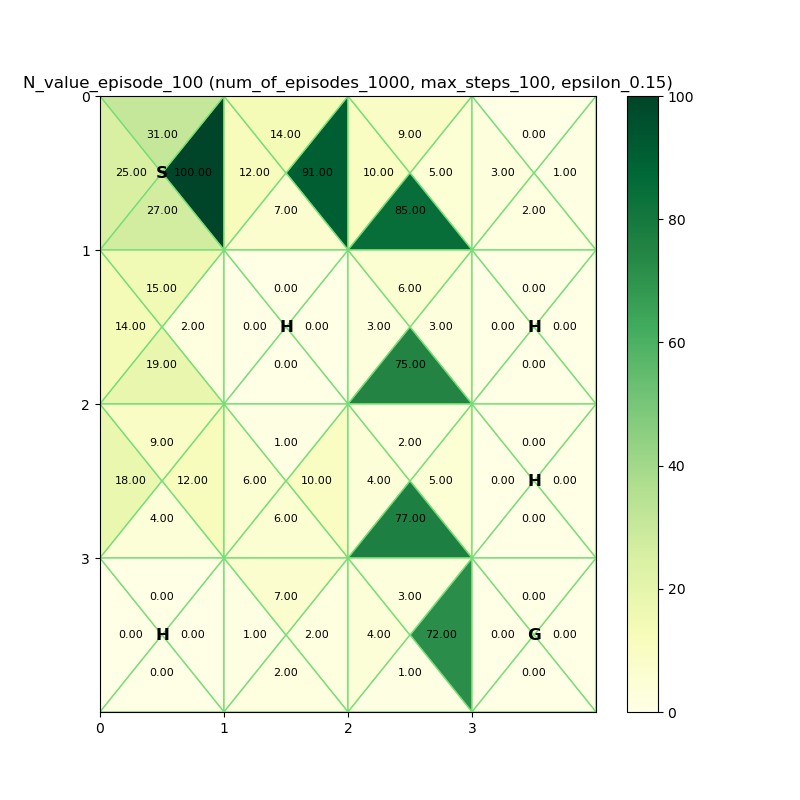 N_value_episode_100 (num_of_episodes_1000, max_steps_100, epsilon_0.15)
0 100
31.00 14.00 9.00 0.00
25.00 S 100.00 12.00 91.00 10.00 5.00 3.00 1.00
27.00 7.00 85.00 2.00
80
1
15.00 0.00 6.00 0.00
14.00 2.00 0.00 H 0.00 3.00 3.00 0.00 H 0.00
60
19.00 0.00 75.00 0.00
2
9.00 1.00 2.00 0.00
40
18.00 12.00 6.00 10.00 4.00 5.00 0.00 H 0.00
4.00 6.00 77.00 0.00
3
20
0.00 7.00 3.00 0.00
0.00 H 0.00 1.00 2.00 4.00 72.00 0.00 G 0.00
0.00 2.00 1.00 0.00
0
0 1 2 3